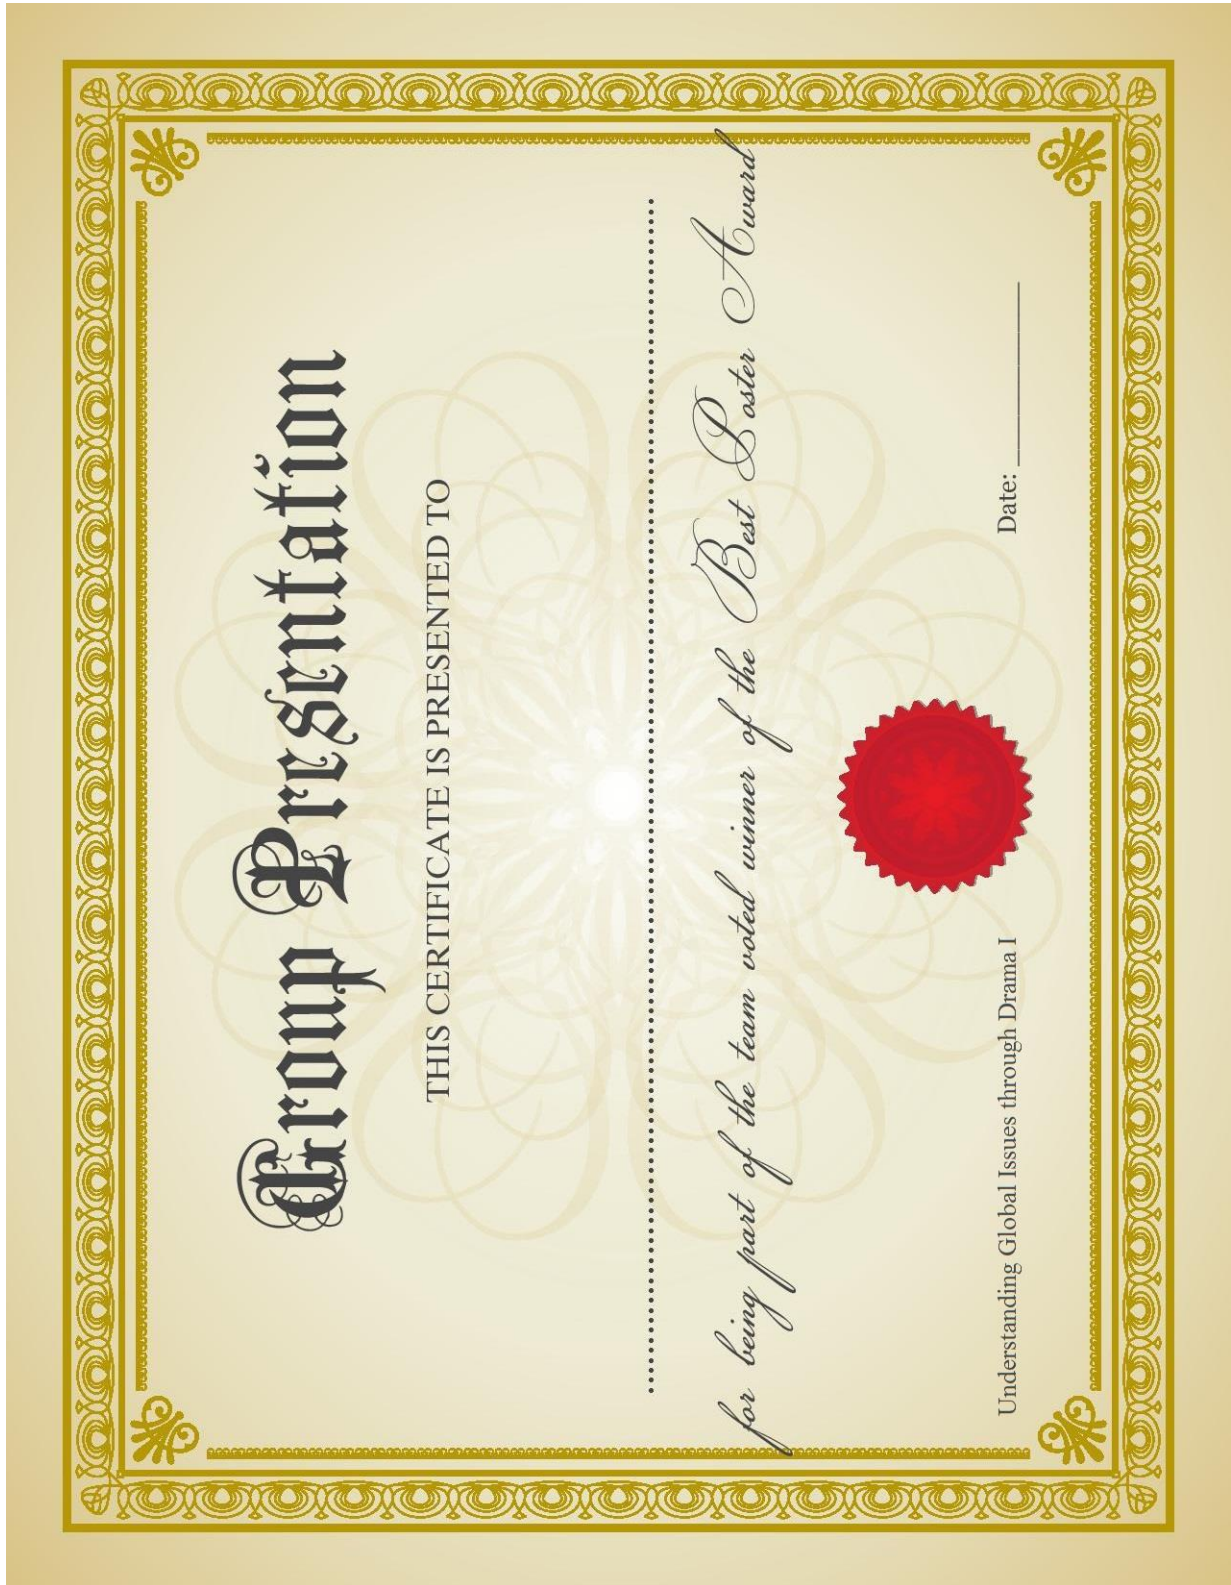 Group Presentation
THIS CERTIFICATE IS PRESENTED TO
for being part of the team voted winner of the Best Poster Award
Understanding Global Issues through Drama I
Date: